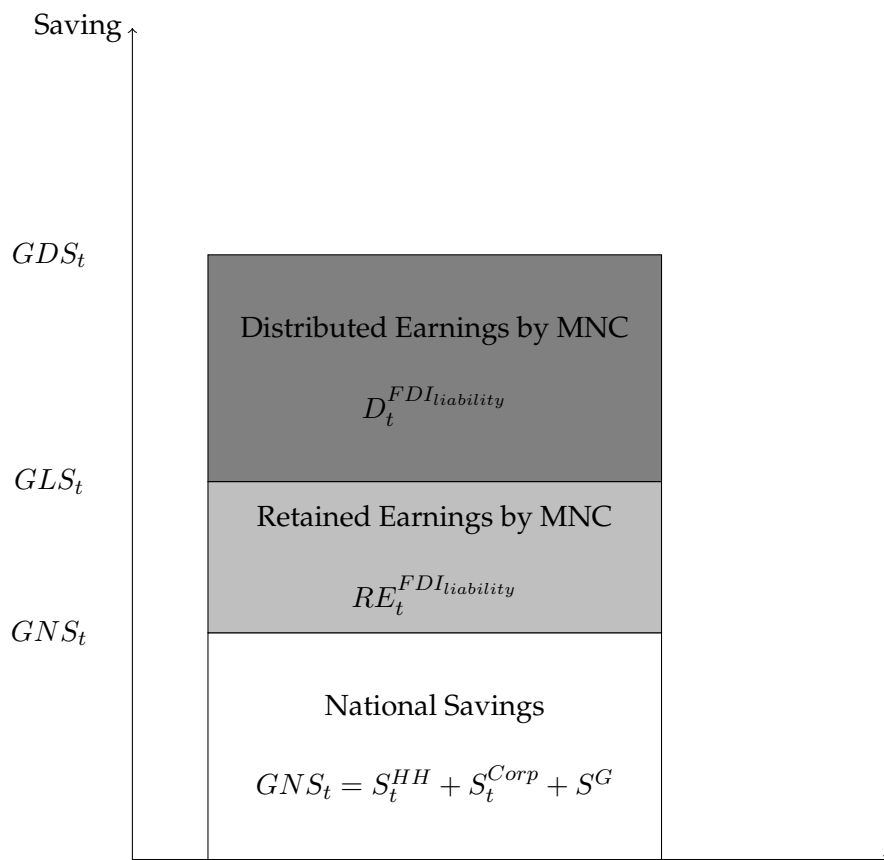 Saving
$GDS_t$
Distributed Earnings by MNC
$D_t^{FDI_{liability}}$
$GLS_t$
Retained Earnings by MNC
$RE_t^{FDI_{liability}}$
$GNS_t$
National Savings
$GNS_t = S_t^{HH} + S_t^{Corp} + S^G$